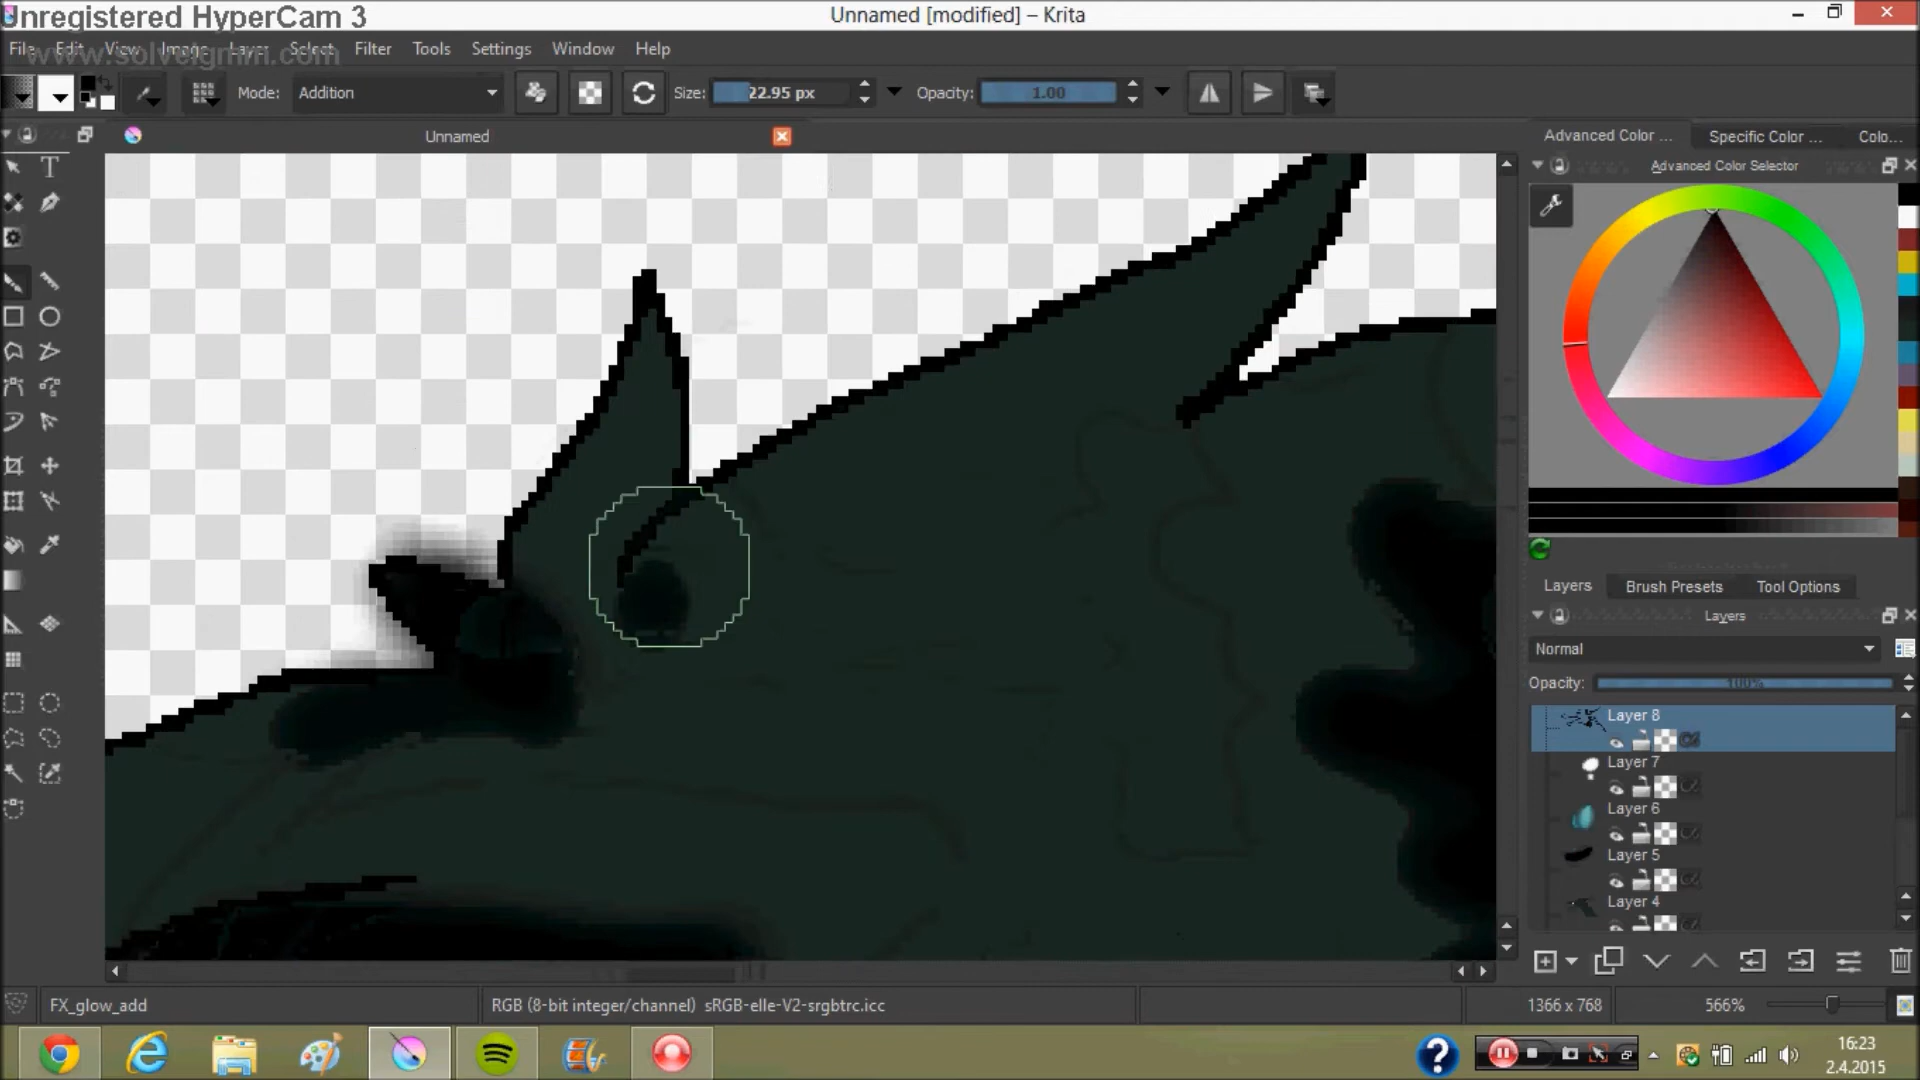 Unregistered HyperCam 3
Unnamed [modified] – Krita
www.solveigmm.com
File Edit View Image Layer Select Filter Tools Settings Window Help
Mode: Addition Size: 22.95 px Opacity: 1.00
Unnamed
Advanced Color ... Specific Color ... Colo...
Advanced Color Selector
Layers Brush Presets Tool Options
Layers
Normal
Opacity: 100%
Layer 8
Layer 7
Layer 6
Layer 5
Layer 4
FX_glow_add RGB (8-bit integer/channel) sRGB-elle-V2-srgbtrc.icc 1366 x 768 566%
16:23
2.4.2015